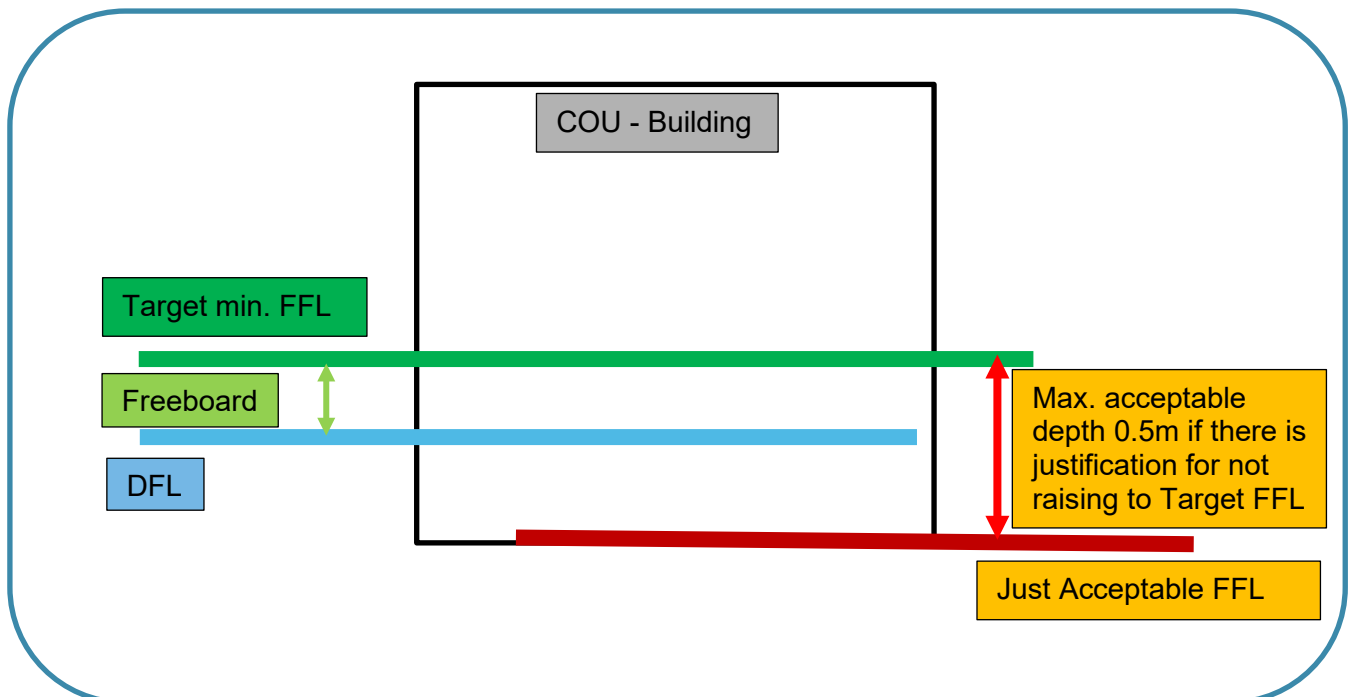 COU - Building
Target min. FFL
Freeboard
DFL
Max. acceptable
depth 0.5m if there is
justification for not
raising to Target FFL
Just Acceptable FFL